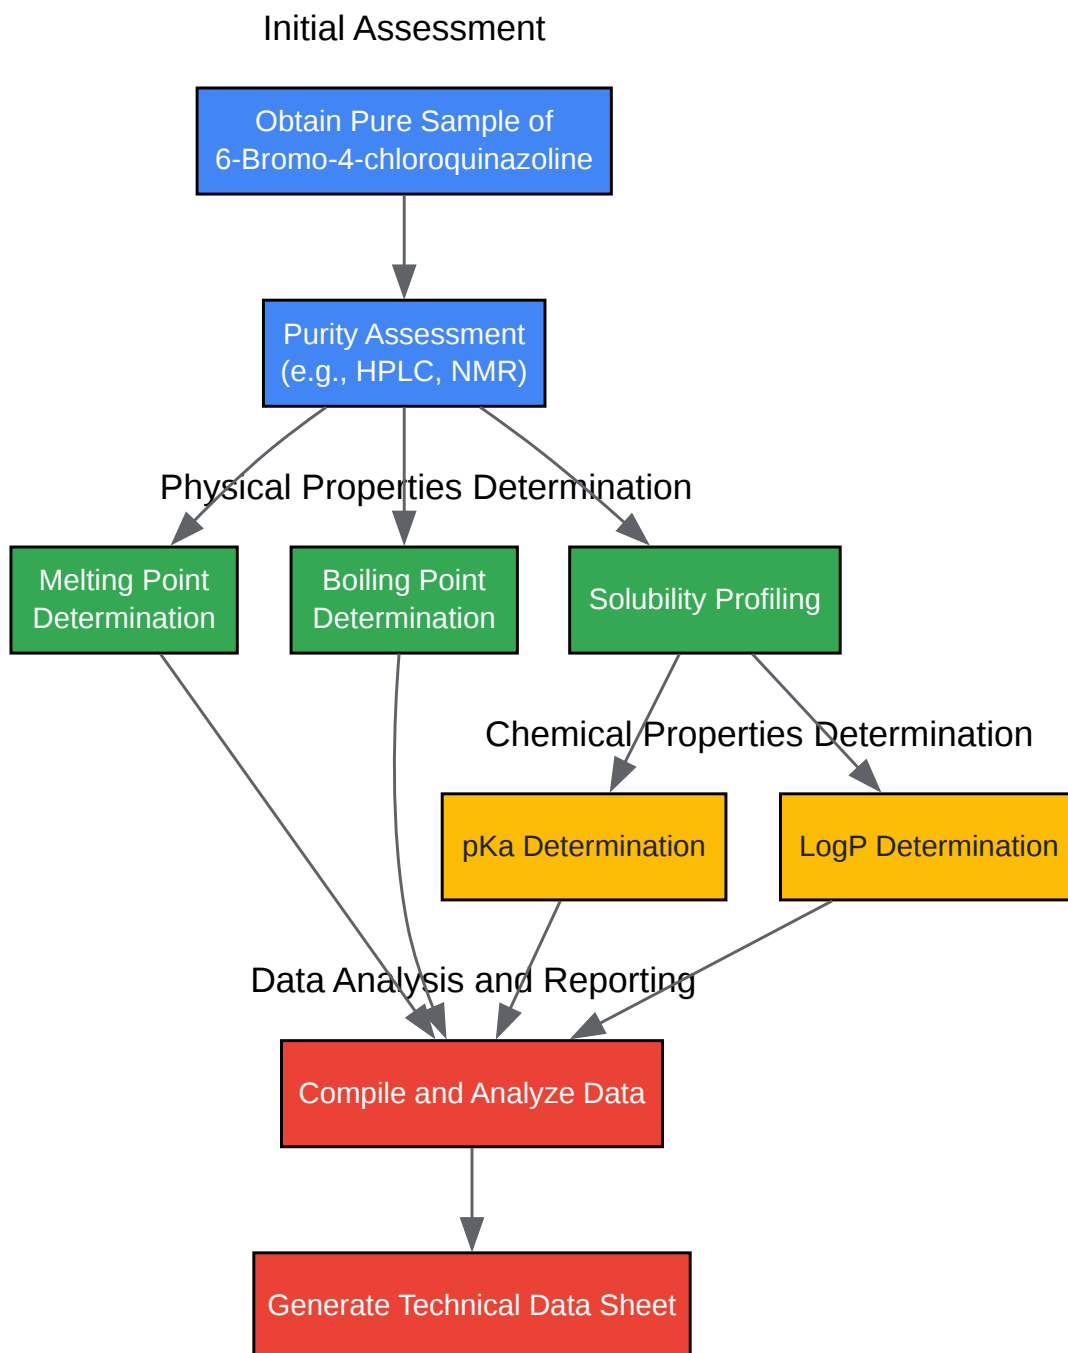 Initial Assessment
Obtain Pure Sample of
6-Bromo-4-chloroquinazoline
Purity Assessment
(e.g., HPLC, NMR)
Physical Properties Determination
Melting Point
Determination
Boiling Point
Determination
Solubility Profiling
Chemical Properties Determination
pKa Determination
LogP Determination
Data Analysis and Reporting
Compile and Analyze Data
Generate Technical Data Sheet